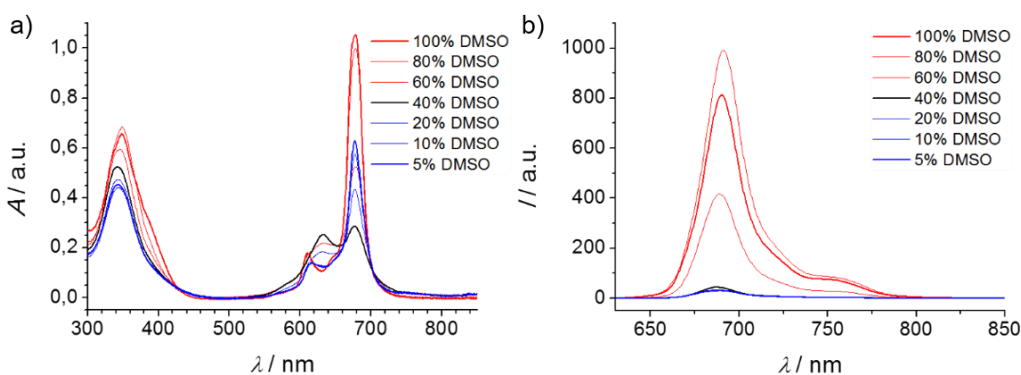 a)
1,0
0,8
0,6
0,4
0,2
0,0
A / a.u.
300 400 500 600 700 800
λ / nm
100% DMSO
80% DMSO
60% DMSO
40% DMSO
20% DMSO
10% DMSO
5% DMSO
b)
1000
800
600
400
200
0
I / a.u.
650 700 750 800 850
λ / nm
100% DMSO
80% DMSO
60% DMSO
40% DMSO
20% DMSO
10% DMSO
5% DMSO